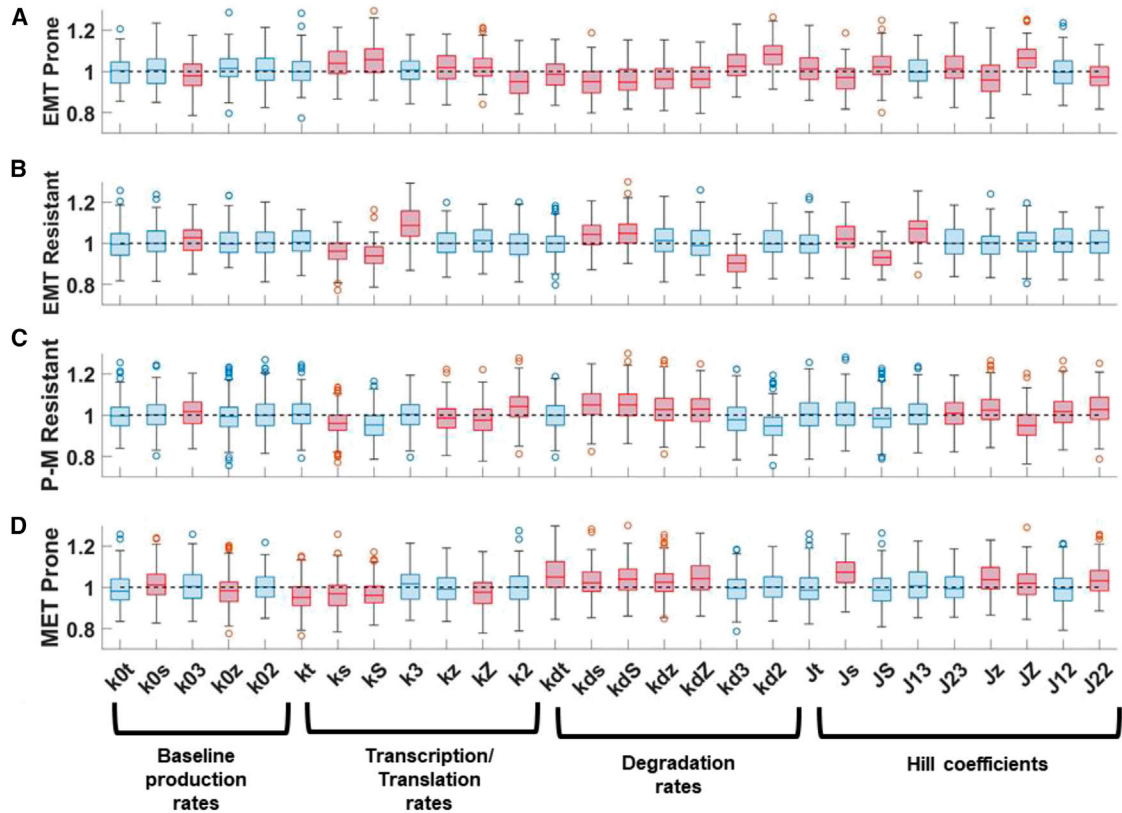 A
EMT Prone
1.2
1
0.8
B
EMT Resistant
1.2
1
0.8
C
P-M Resistant
1.2
1
0.8
D
MET Prone
1.2
1
0.8
k0t k0s k03 k0z k02 kt ks kS k3 kz kZ k2 kdt kds kdS kdz kdZ kd3 kd2 Jt Js JS J13 J23 Jz JZ J12 J22
Baseline
production
rates
Transcription/
Translation
rates
Degradation
rates
Hill coefficients